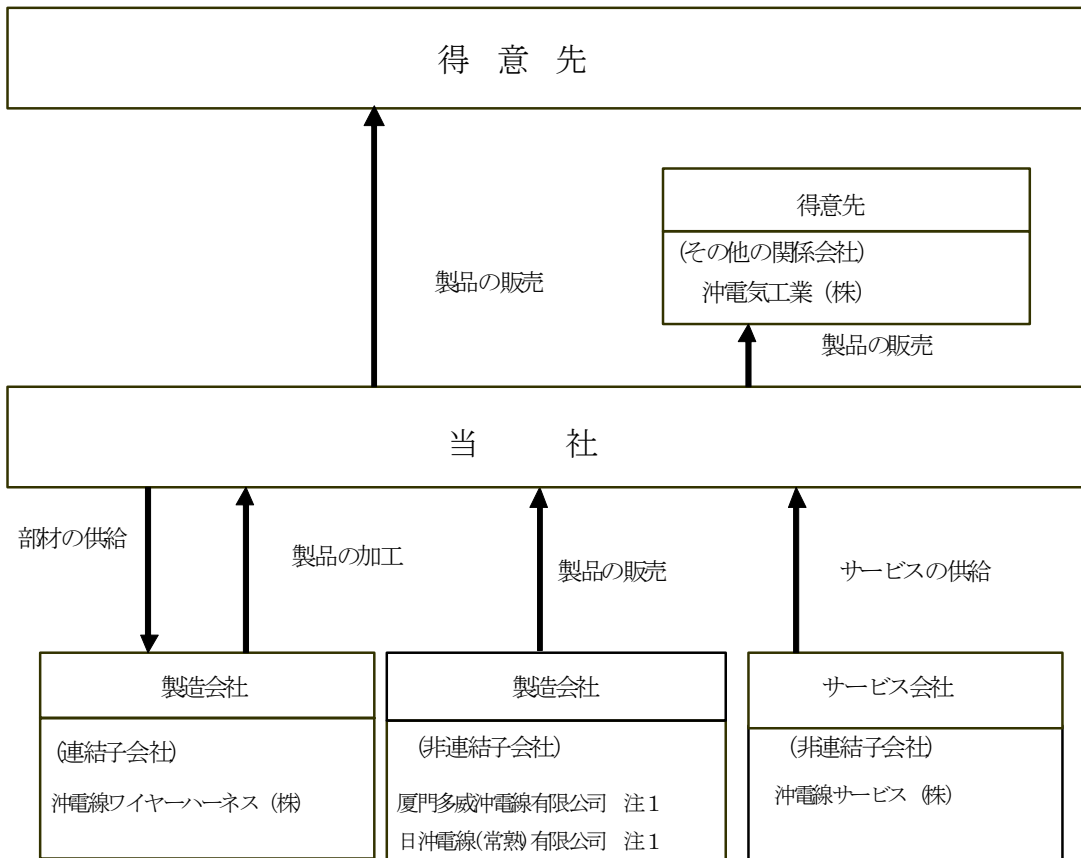 得 意 先
得意先
(その他の関係会社)
沖電気工業 (株)
製品の販売
製品の販売
当 社
部材の供給
製品の加工
製品の販売
サービスの供給
製造会社
(連結子会社)
沖電線ワイヤーハーネス (株)
製造会社
(非連結子会社)
厦門多威沖電線有限公司 注1
日沖電線(常熟)有限公司 注1
サービス会社
(非連結子会社)
沖電線サービス (株)